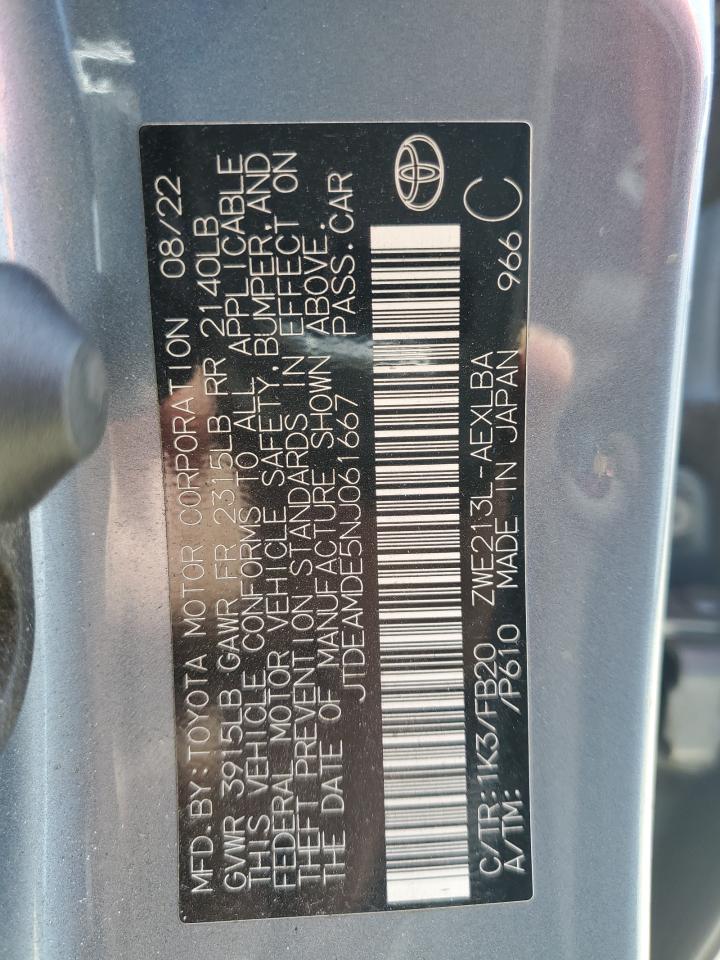 MFD. BY: TOYOTA MOTOR CORPORATION 08/22
GVWR 3915LB GAWR FR 2315LB RR 2140LB
THIS VEHICLE CONFORMS TO ALL APPLICABLE
FEDERAL MOTOR VEHICLE SAFETY, BUMPER, AND
THEFT PREVENTION STANDARDS IN EFFECT ON
THE DATE OF MANUFACTURE SHOWN ABOVE.
JTDEAMDE5NJ061667 PASS. CAR
C/TR: 1K3/FB20 ZWE213L-AEXLBA
A/TM: /P610 MADE IN JAPAN 966 C